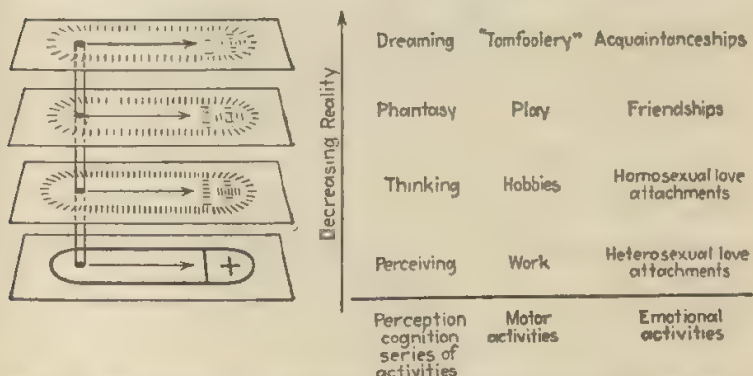 Decreasing Reality
Dreaming "Tomfoolery" Acquaintanceships
Phantasy Play Friendships
Thinking Hobbies Homosexual love
attachments
Perceiving Work Heterosexual love
attachments
Perception Motor Emotional
cognition activities activities
series of
activities
+